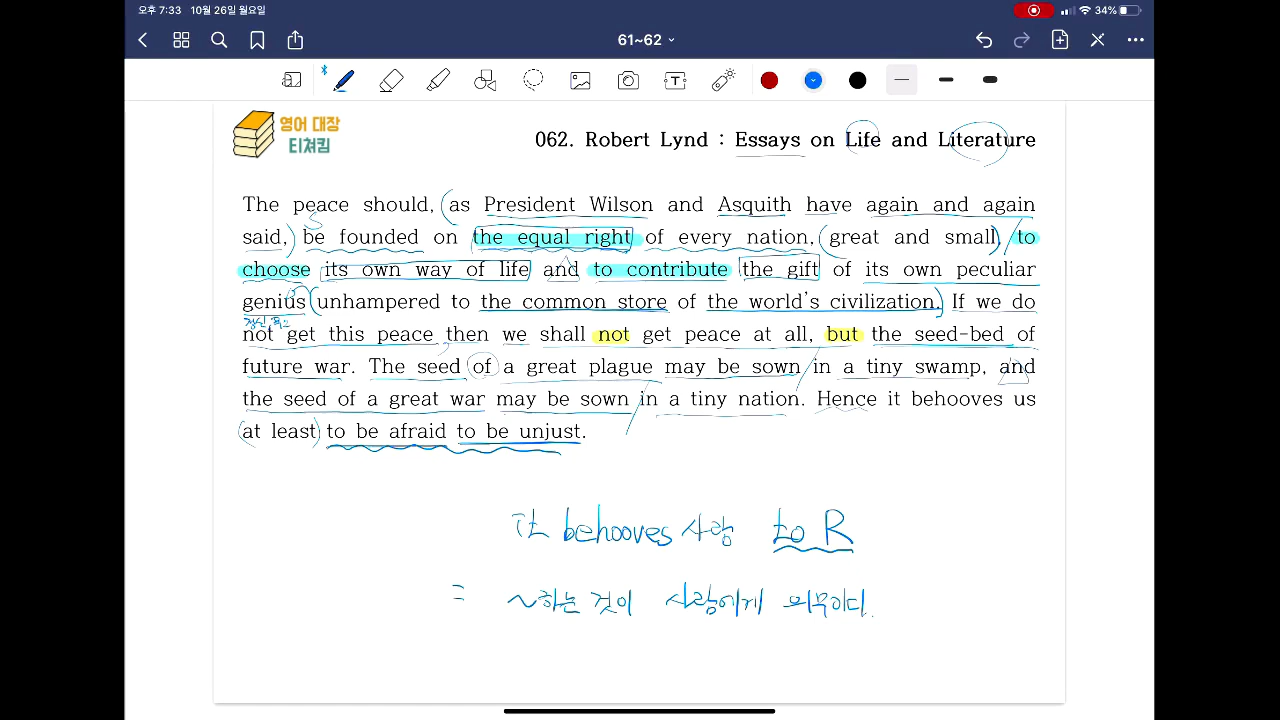 오후 7:33 10월 26일 월요일
34%
61~62
영어 대장
티쳐킴
062. Robert Lynd : Essays on Life and Literature
The peace should, (as President Wilson and Asquith have again and again
said,) be founded on the equal right of every nation, (great and small), to
choose its own way of life and to contribute the gift of its own peculiar
genius (unhampered to the common store of the world's civilization.) If we do
not get this peace, then we shall not get peace at all, but the seed-bed of
future war. The seed of a great plague may be sown in a tiny swamp, and
the seed of a great war may be sown in a tiny nation. Hence it behooves us
(at least) to be afraid to be unjust.
It behooves 사람 to R
= ~하는 것이 사람에게 의무이다.